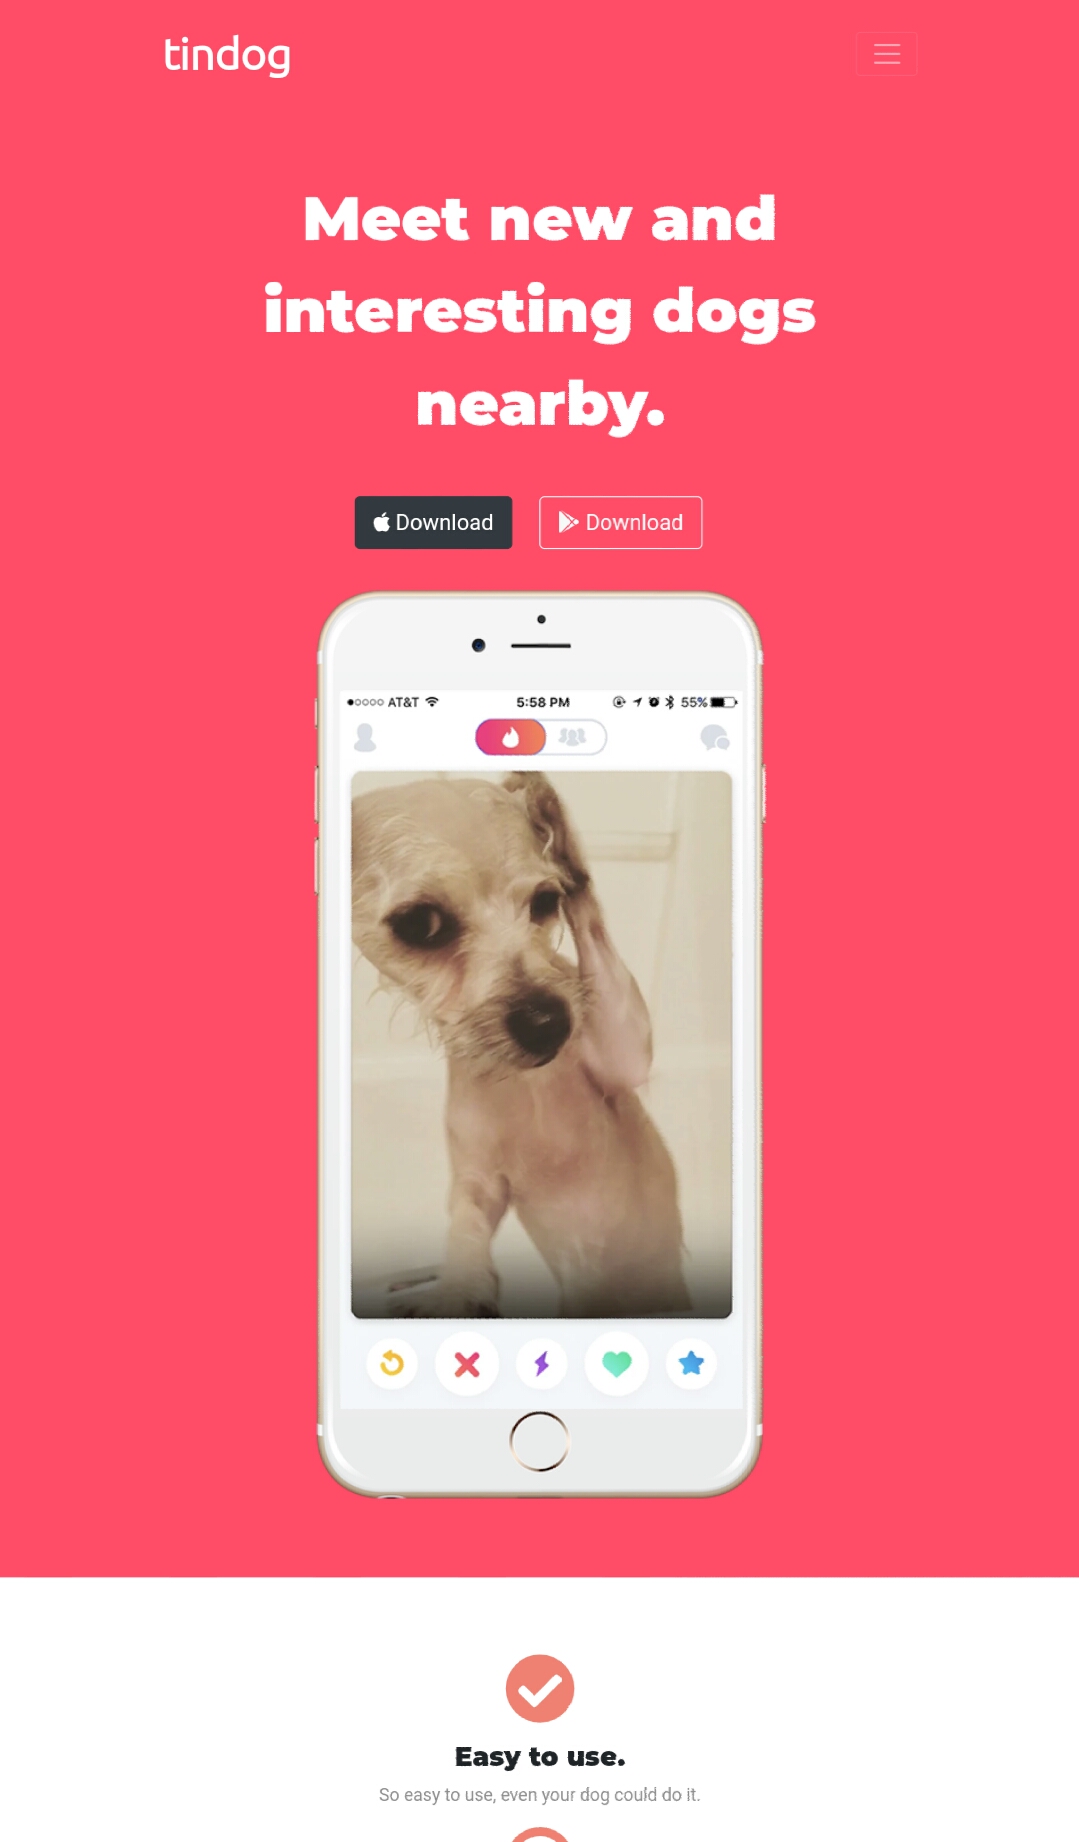 tindog
Meet new and
interesting dogs
nearby.
Download
Download
AT&T 5:58 PM 55%
Easy to use.
So easy to use, even your dog could do it.